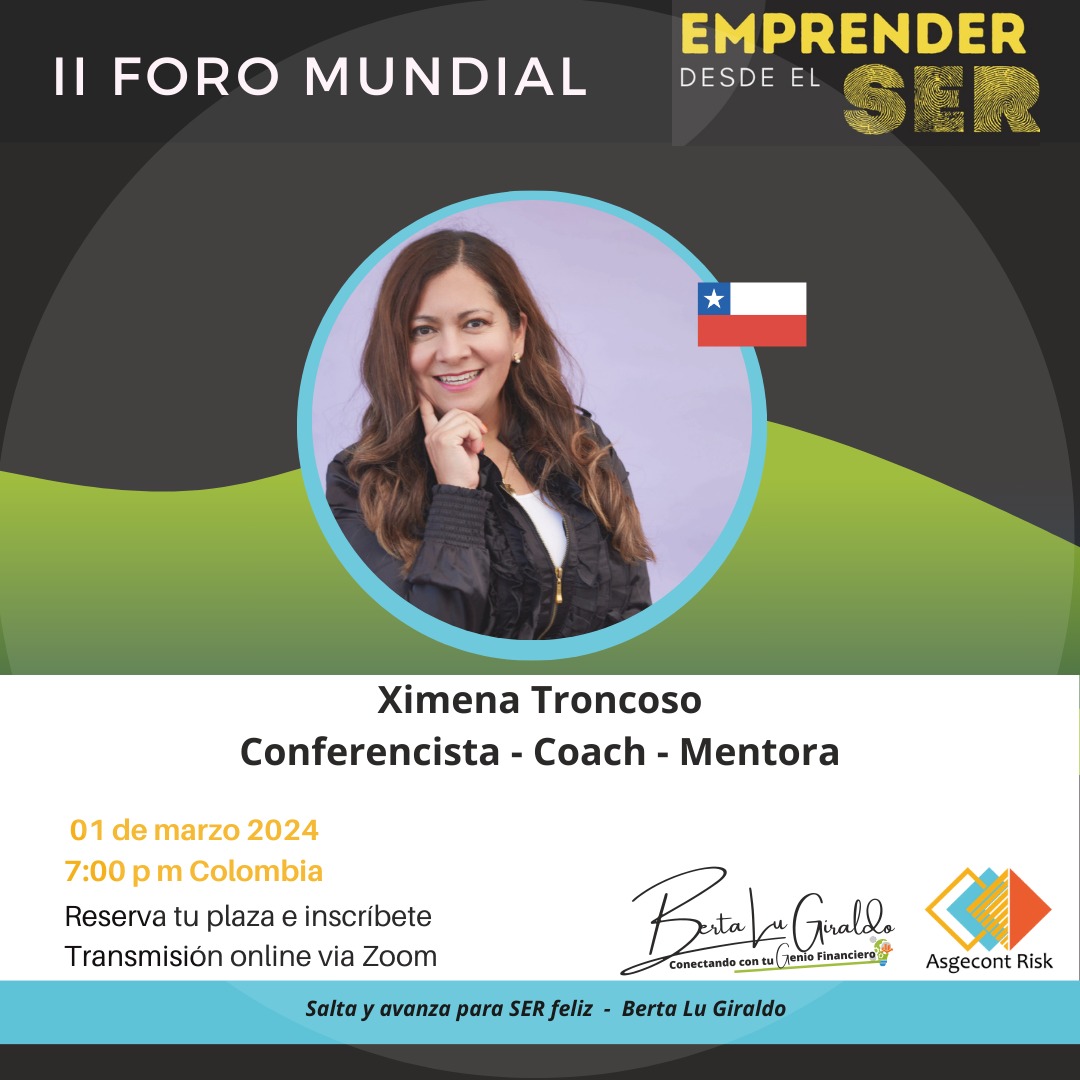 II FORO MUNDIAL
EMPRENDER
DESDE EL SER
Ximena Troncoso
Conferencista - Coach - Mentora
01 de marzo 2024
7:00 p m Colombia
Reserva tu plaza e inscríbete
Transmisión online via Zoom
Berta Lu Giraldo
Conectando con tu Genio Financiero
Asgecont Risk
Salta y avanza para SER feliz - Berta Lu Giraldo